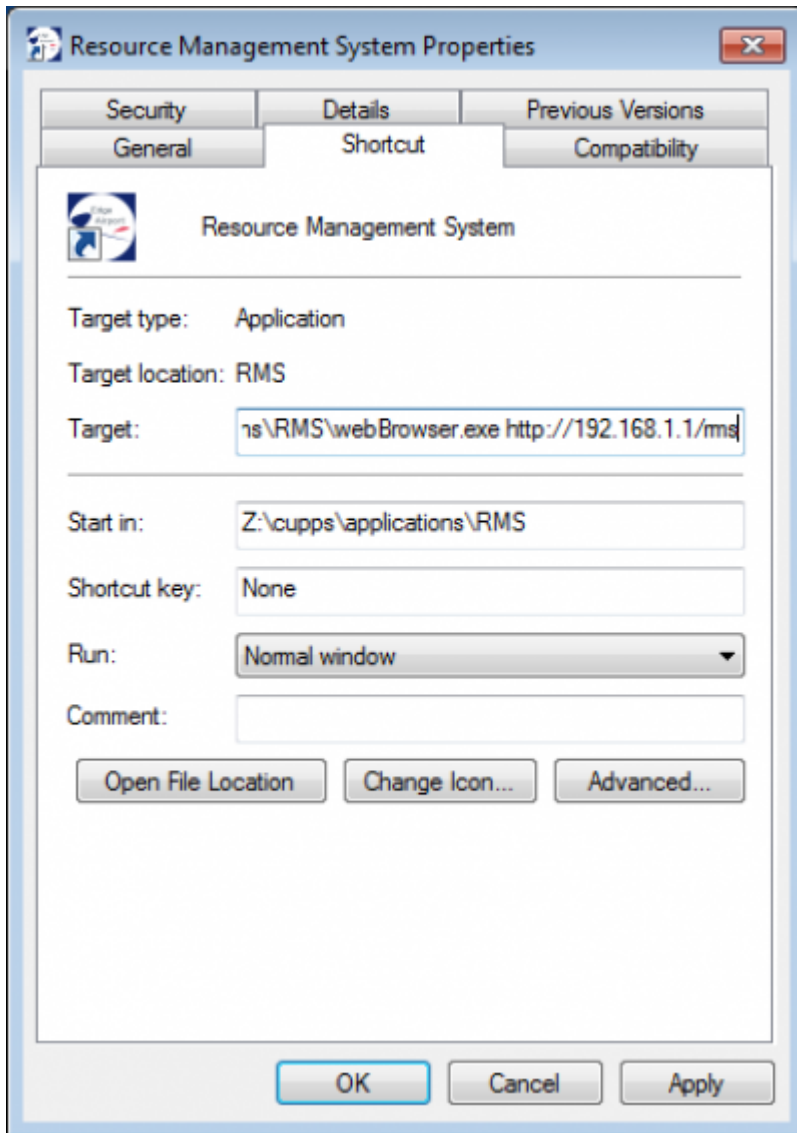 Resource Management System Properties
Security Details Previous Versions
General Shortcut Compatibility
Edge
Airport
Resource Management System
Target type: Application
Target location: RMS
Target: ns\RMS\webBrowser.exe http://192.168.1.1/rms
Start in: Z:\cupps\applications\RMS
Shortcut key: None
Run: Normal window
Comment:
Open File Location Change Icon... Advanced...
OK Cancel Apply